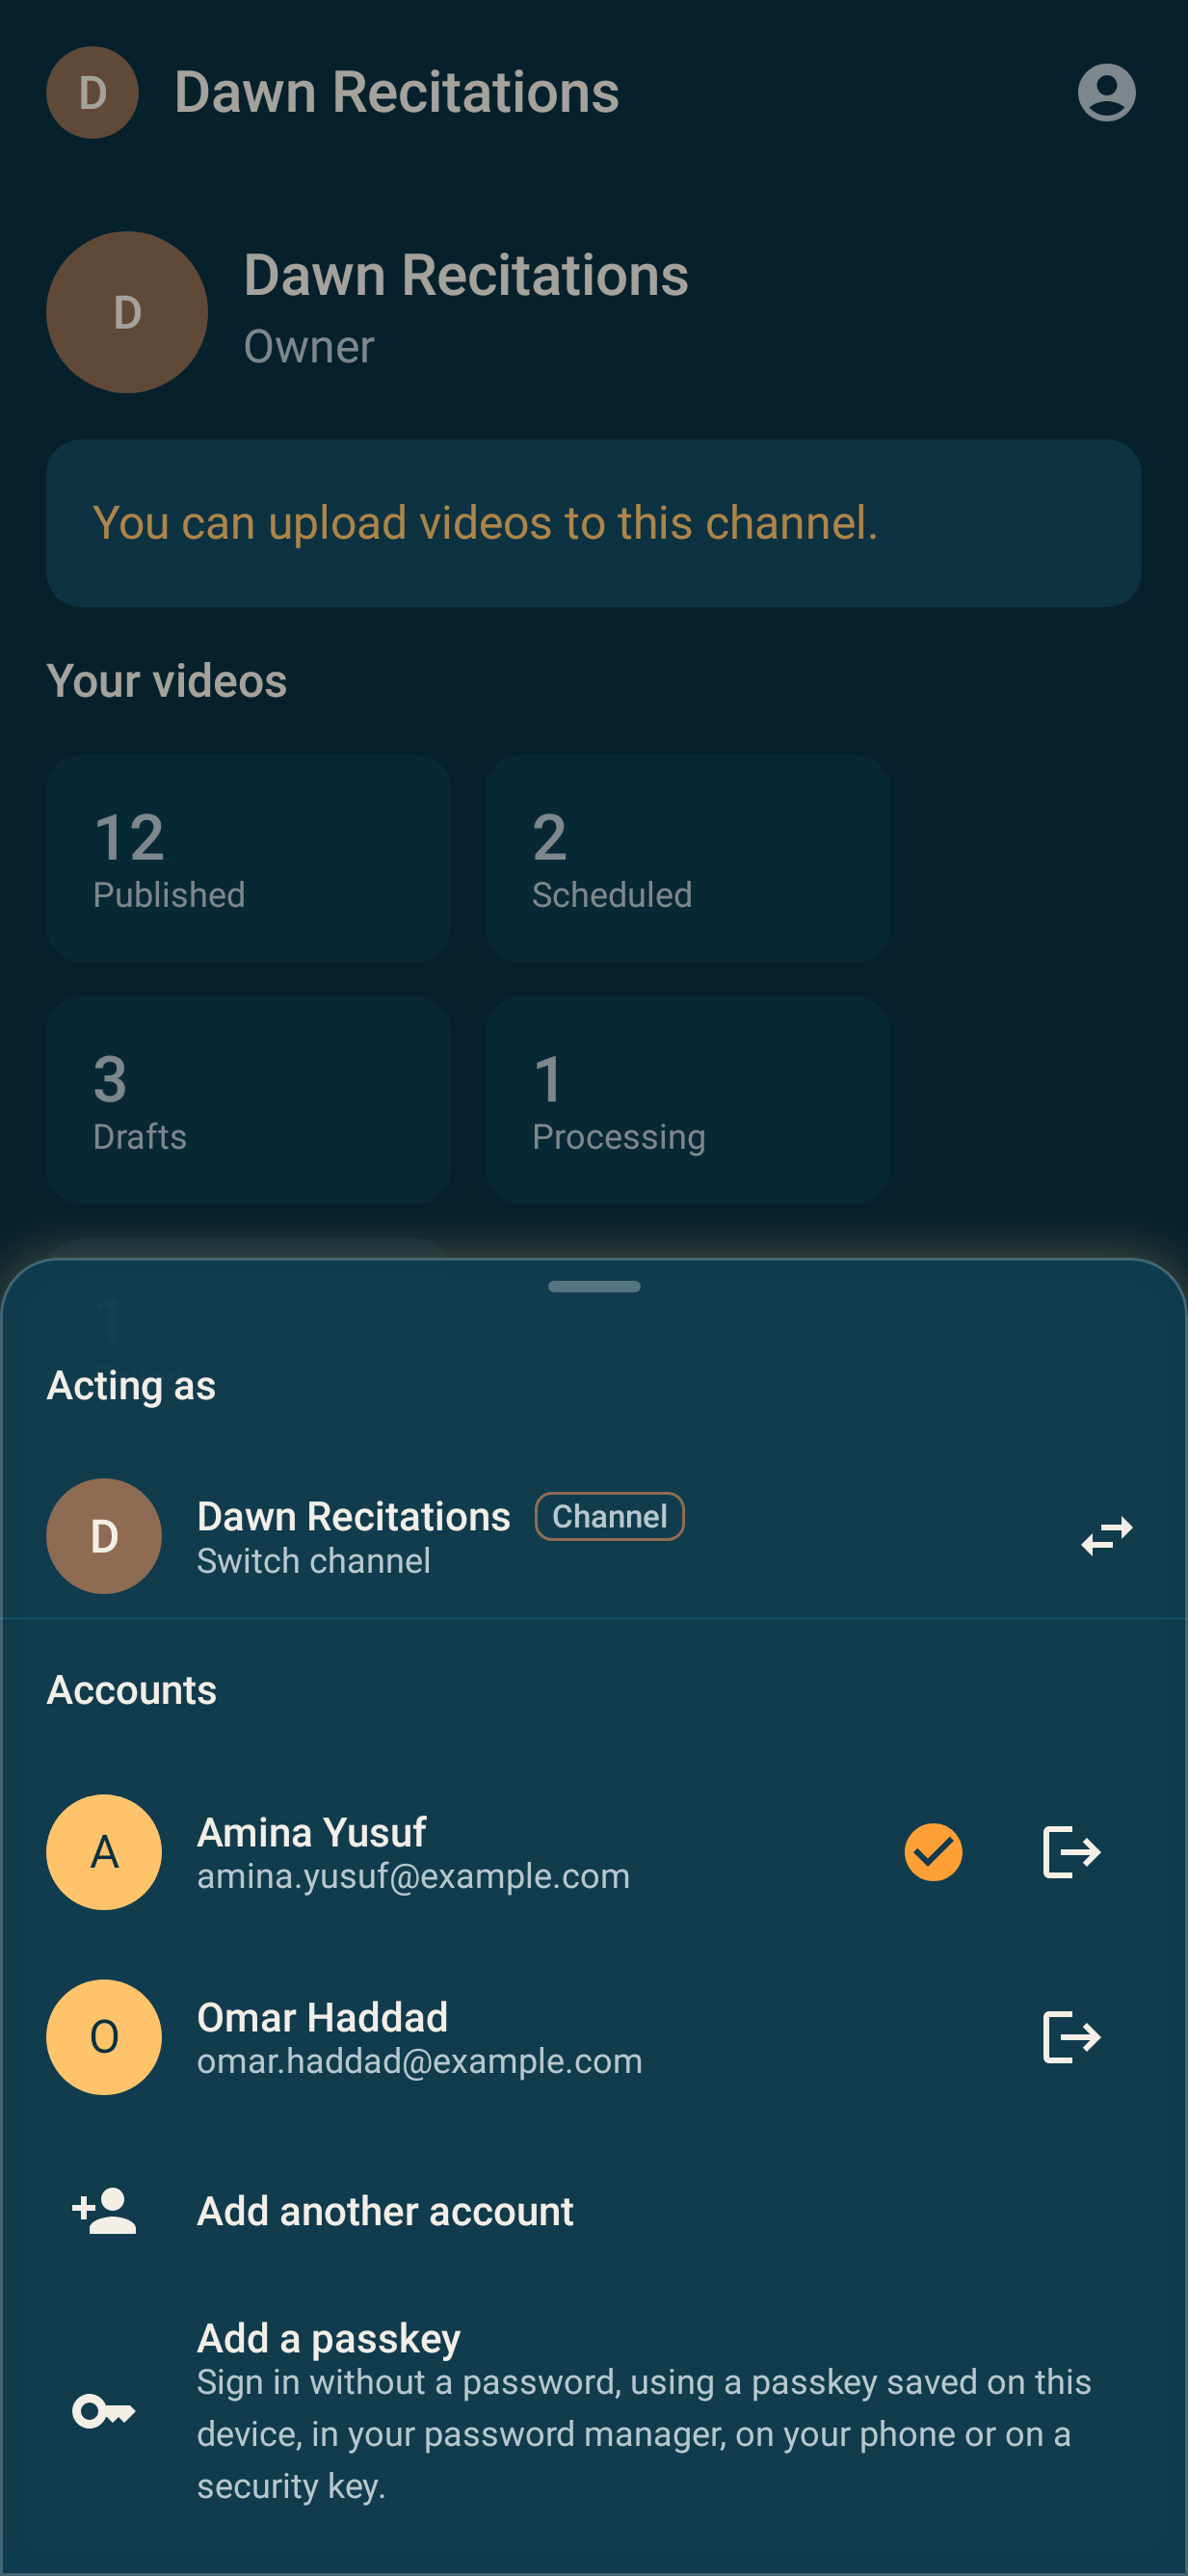 D
Dawn Recitations
D
Dawn Recitations
Owner
You can upload videos to this channel.
Your videos
12
Published
2
Scheduled
3
Drafts
1
Processing
1
Acting as
D
Dawn Recitations
Channel
Switch channel
Accounts
A
Amina Yusuf
amina.yusuf@example.com
O
Omar Haddad
omar.haddad@example.com
Add another account
Add a passkey
Sign in without a password, using a passkey saved on this
device, in your password manager, on your phone or on a
security key.